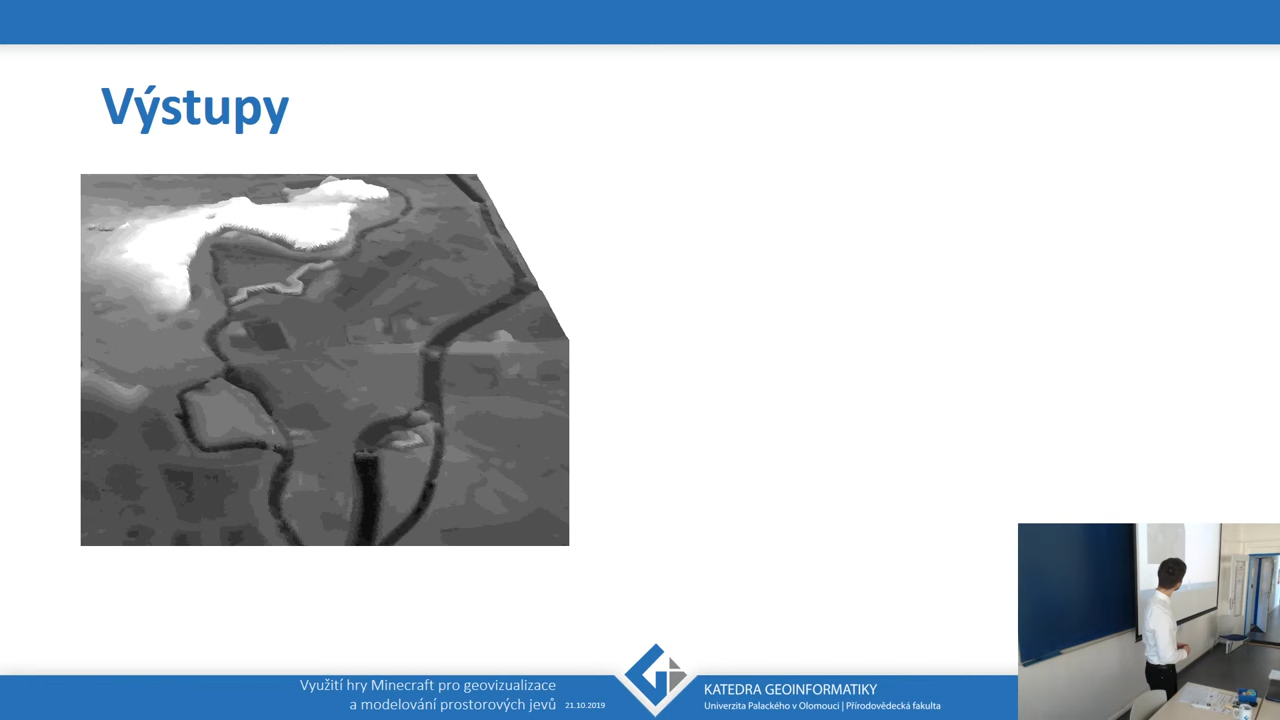 Výstupy
Využití hry Minecraft pro geovizualizace
a modelování prostorových jevů 21.10.2019
KATEDRA GEOINFORMATIKY
Univerzita Palackého v Olomouci | Přírodovědecká fakulta